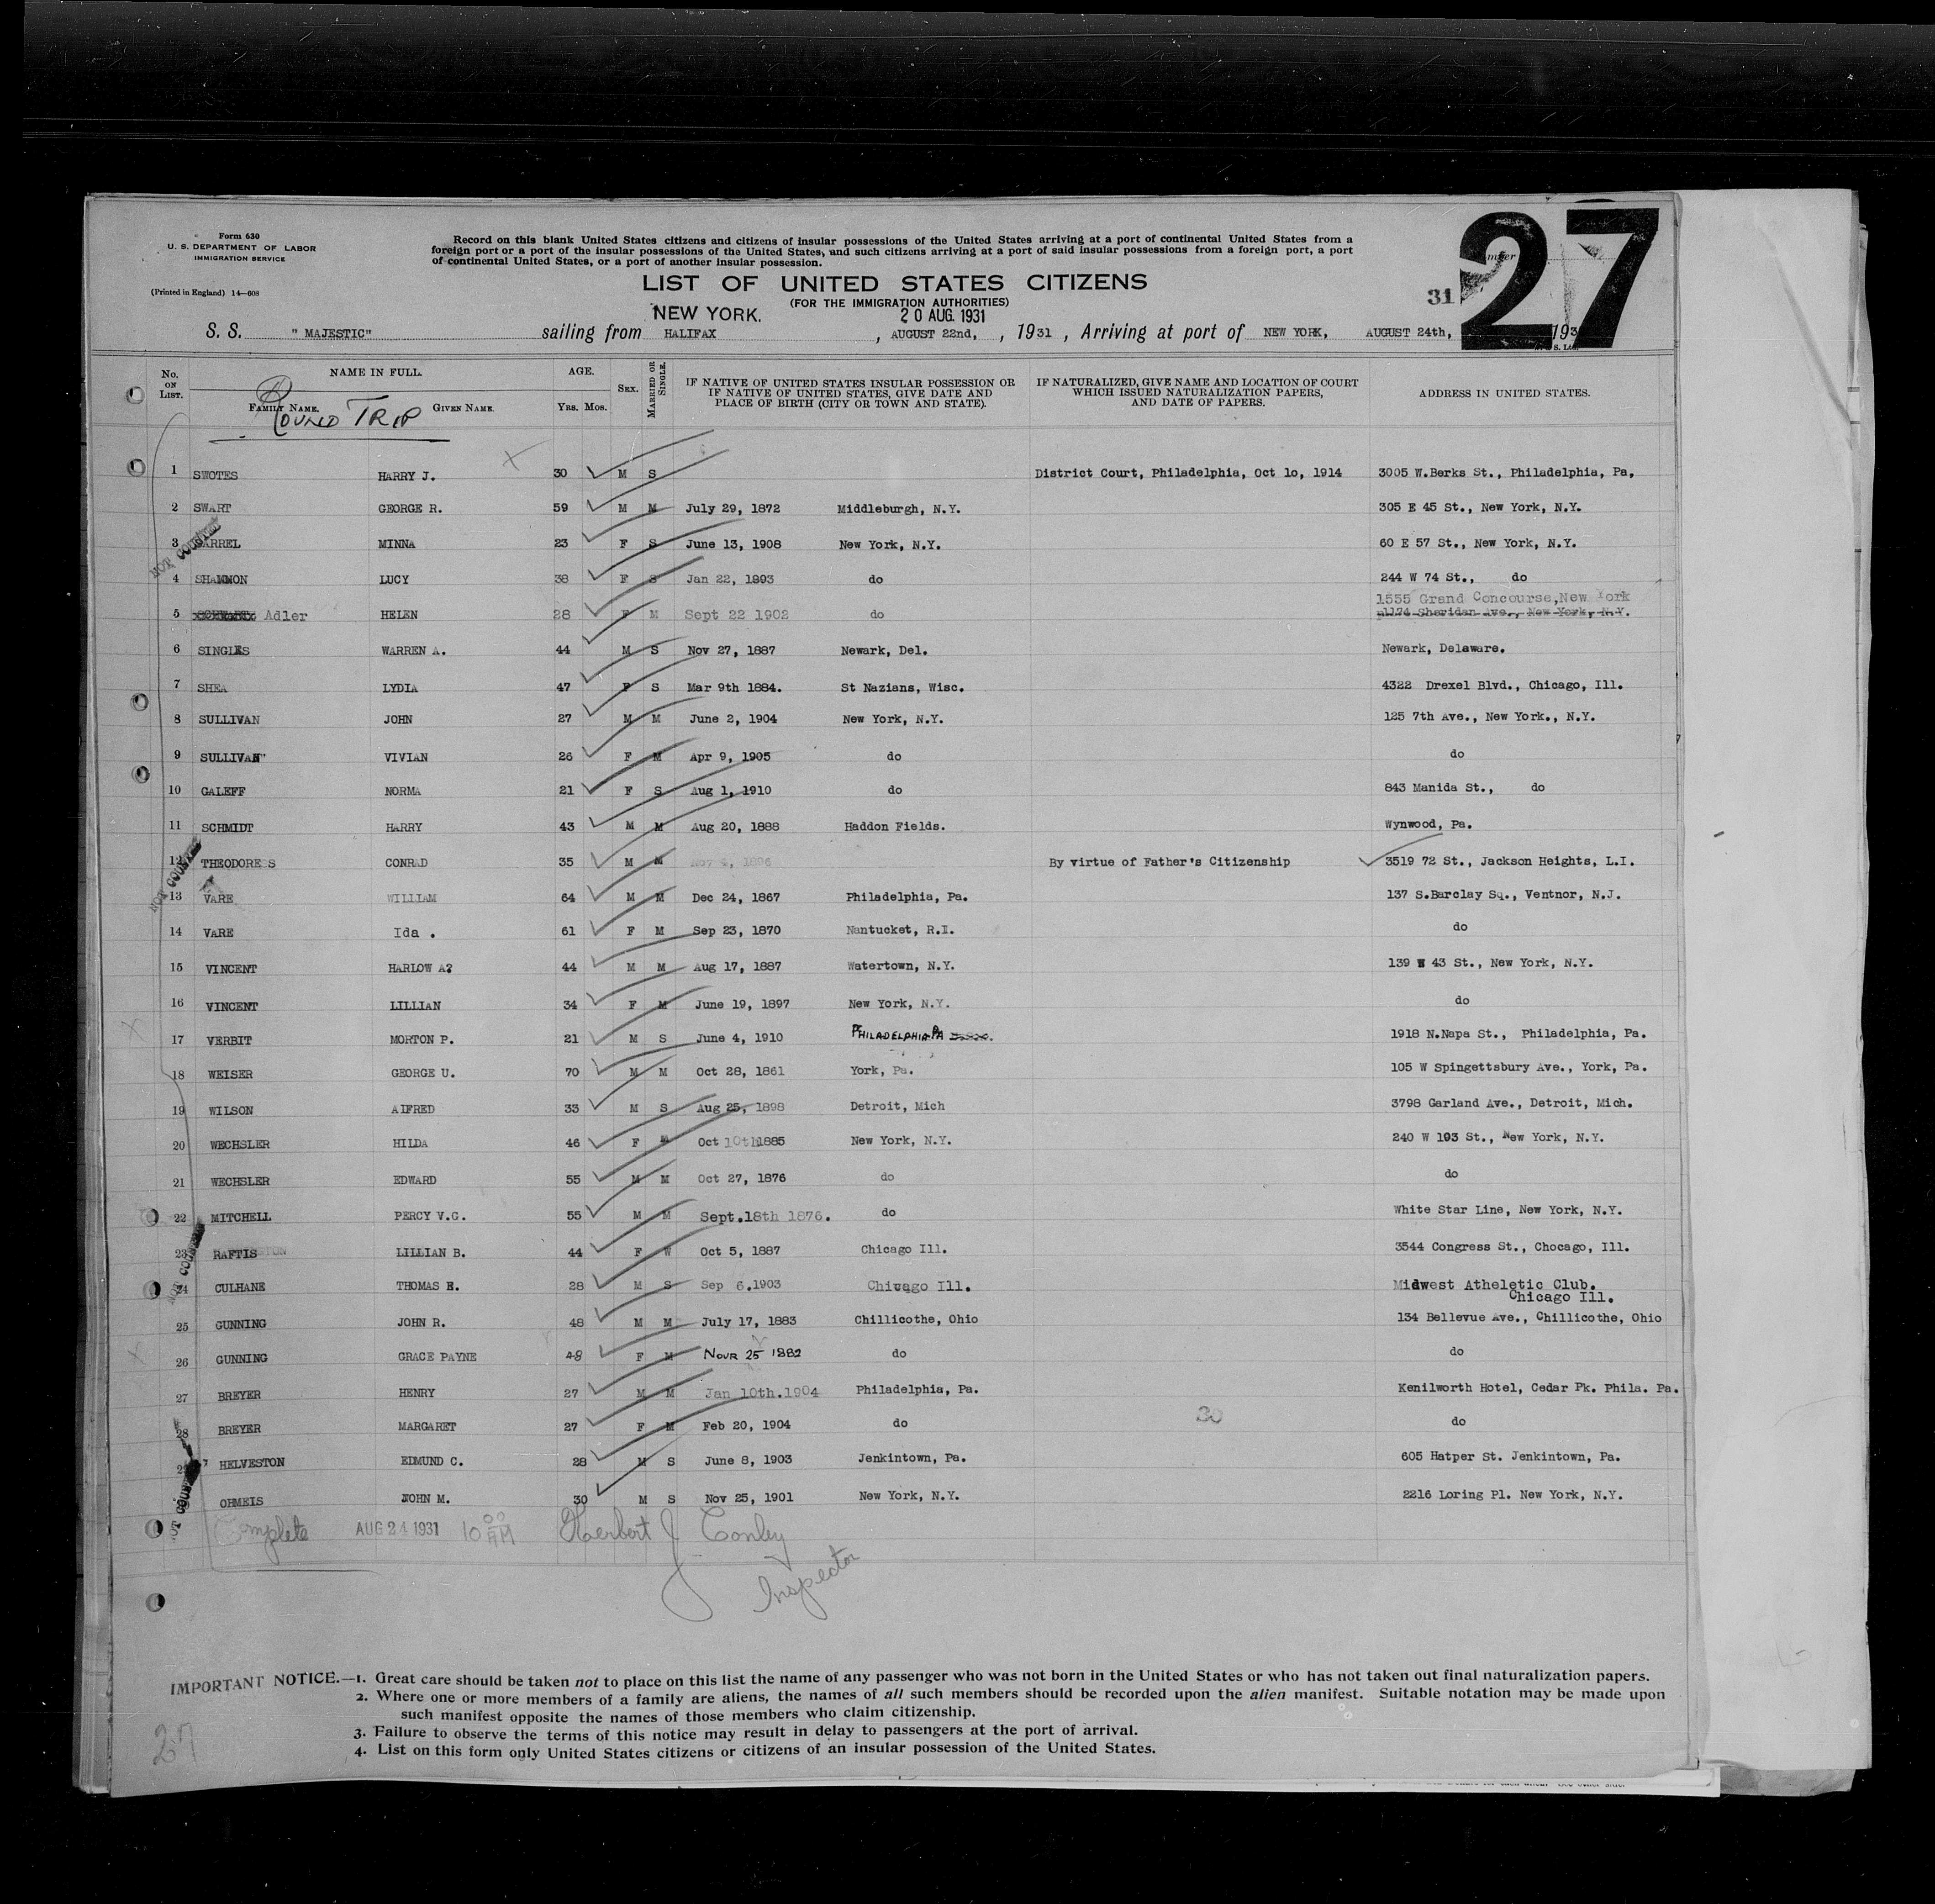 Form 630
U. S. DEPARTMENT OF LABOR
IMMIGRATION SERVICE
(Printed in England) 14—608
Record on this blank United States citizens and citizens of insular possessions of the United States arriving at a port of continental United States from a
foreign port or a port of the insular possessions of the United States, and such citizens arriving at a port of said insular possessions from a foreign port, a port
of continental United States, or a port of another insular possession.
LIST OF UNITED STATES CITIZENS
(FOR THE IMMIGRATION AUTHORITIES)
27
31
NEW YORK. 20 AUG. 1931
S. S. "MAJESTIC" sailing from HALIFAX, AUGUST 22nd, , 1931 , Arriving at port of NEW YORK, AUGUST 24th, 193
No. ON LIST. NAME IN FULL. AGE. SEX. MARRIED OR SINGLE. IF NATIVE OF UNITED STATES INSULAR POSSESSION OR IF NATIVE OF UNITED STATES, GIVE DATE AND PLACE OF BIRTH (CITY OR TOWN AND STATE). IF NATURALIZED, GIVE NAME AND LOCATION OF COURT WHICH ISSUED NATURALIZATION PAPERS, AND DATE OF PAPERS. ADDRESS IN UNITED STATES.
FAMILY NAME. GIVEN NAME. Yrs. Mos.
ROUND TRIP
1 SWOTES HARRY J. 30 M S District Court, Philadelphia, Oct 1o, 1914 3005 W.Berks St., Philadelphia, Pa,
2 SWART GEORGE R. 59 M M July 29, 1872 Middleburgh, N.Y. 305 E 45 St., New York, N.Y.
3 SARREL MINNA 23 F S June 13, 1908 New York, N.Y. 60 E 57 St., New York, N.Y.
4 SHANNON LUCY 38 F S Jan 22, 1893 do 244 W 74 St., do
1535 Grand Concourse,New York
5 Adler HELEN 28 F M Sept 22 1902 do 1174 Sheridan Ave., New York, N.Y.
6 SINGLES WARREN A. 44 M S Nov 27, 1887 Newark, Del. Newark, Delaware.
7 SHEA LYDIA 47 F S Mar 9th 1884. St Nazians, Wisc. 4322 Drexel Blvd., Chicago, Ill.
8 SULLIVAN JOHN 27 M M June 2, 1904 New York, N.Y. 125 7th Ave., New York., N.Y.
9 SULLIVAN VIVIAN 26 F M Apr 9, 1905 do do
10 GALEFF NORMA 21 F S Aug 1, 1910 do 843 Manida St., do
11 SCHMIDT HARRY 43 M M Aug 20, 1888 Haddon Fields. Wynwood, Pa.
12 THEODORESS CONRAD 35 M M Nov 4, 1896 By virtue of Father's Citizenship 3519 72 St., Jackson Heights, L.I.
13 VARE WILLIAM 64 M M Dec 24, 1867 Philadelphia, Pa. 137 S.Barclay Sq., Ventnor, N.J.
14 VARE Ida . 61 F M Sep 23, 1870 Nantucket, R.I. do
15 VINCENT HARLOW A? 44 M M Aug 17, 1887 Watertown, N.Y. 139 43 St., New York, N.Y.
16 VINCENT LILLIAN 34 F M June 19, 1897 New York, N.Y. do
17 VERBIT MORTON P. 21 M S June 4, 1910 PHILADELPHIA PA 1918 N.Napa St., Philadelphia, Pa.
18 WEISER GEORGE U. 70 M M Oct 28, 1861 York, Pa. 105 W Spingettsbury Ave., York, Pa.
19 WILSON AIFRED 33 M S Aug 25, 1898 Detroit, Mich 3798 Garland Ave., Detroit, Mich.
20 WECHSLER HILDA 46 F M Oct 10th1885 New York, N.Y. 240 W 193 St., New York, N.Y.
21 WECHSLER EDWARD 55 M M Oct 27, 1876 do do
22 MITCHELL PERCY V.G. 55 M M Sept.18th 1876. do White Star Line, New York, N.Y.
23 RAFTISTON LILLIAN B. 44 F W Oct 5, 1887 Chicago Ill. 3544 Congress St., Chocago, Ill.
24 CULHANE THOMAS E. 28 M S Sep 6.1903 Chicago Ill. Midwest Atheletic Club.
Chicago Ill.
25 GUNNING JOHN R. 48 M M July 17, 1883 Chillicothe, Ohio 134 Bellevue Ave., Chillicothe, Ohio
26 GUNNING GRACE PAYNE 48 F M NOVR 25 1882 do do
27 BREYER HENRY 27 M M Jan 10th.1904 Philadelphia, Pa. Kenilworth Hotel, Cedar Pk. Phila. Pa.
28 BREYER MARGARET 27 F M Feb 20, 1904 do 30 do
HELVESTON EDMUND C. 28 M S June 8, 1903 Jenkintown, Pa. 605 Hatper St. Jenkintown, Pa.
OHMEIS JOHN M. 30 M S Nov 25, 1901 New York, N.Y. 2216 Loring Pl. New York, N.Y.
Complete AUG 24 1931 10 00 AM Herbert J Conley
Inspector
NOT COUNTED
NOT COUNTED
NOT COUNTED
NOT COUNTED
IMPORTANT NOTICE.—1. Great care should be taken not to place on this list the name of any passenger who was not born in the United States or who has not taken out final naturalization papers.
2. Where one or more members of a family are aliens, the names of all such members should be recorded upon the alien manifest. Suitable notation may be made upon
such manifest opposite the names of those members who claim citizenship.
3. Failure to observe the terms of this notice may result in delay to passengers at the port of arrival.
4. List on this form only United States citizens or citizens of an insular possession of the United States.
27